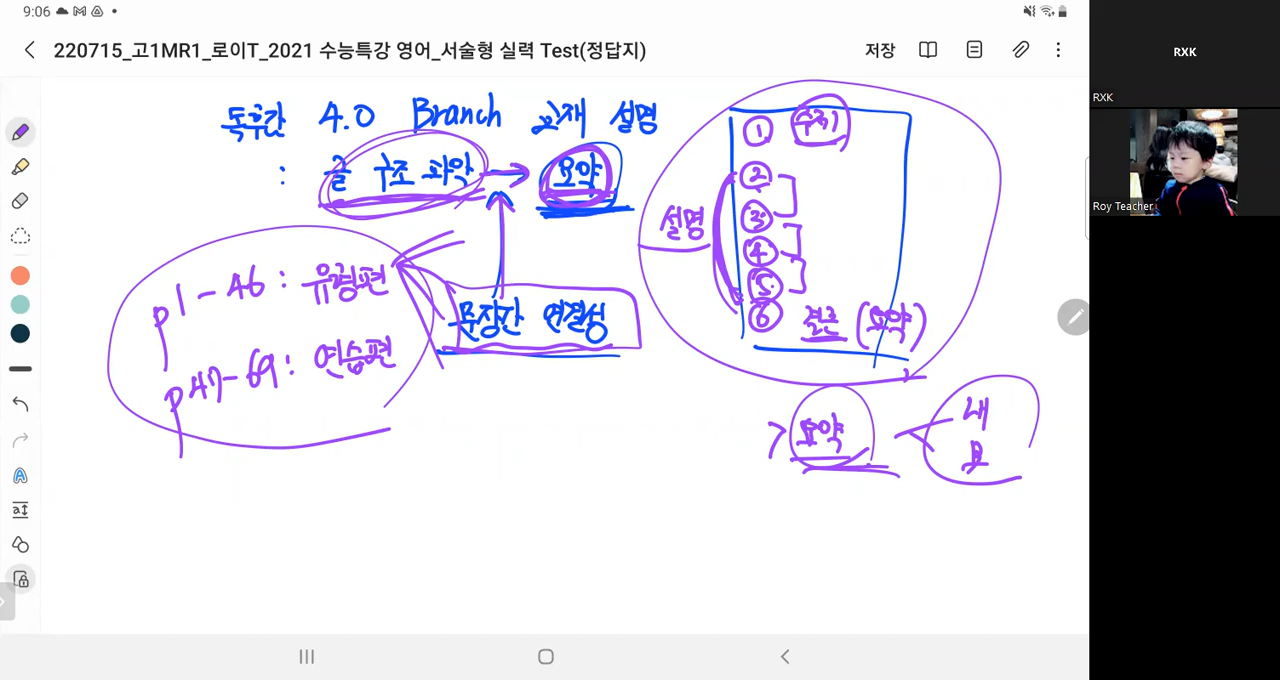 9:06
220715_고1MR1_로이T_2021 수능특강 영어_서술형 실력 Test(정답지)
저장
독후간 4.0 Branch 교재 설명
: 글 구조 파악 → 요약
문장간 연결성
p1-46 : 유형편
p47-69 : 연습편
설명
① 주제
②
③
④
⑤
⑥ 결론 (요약)
> 요약
내
표
RXK
RXK
Roy Teacher